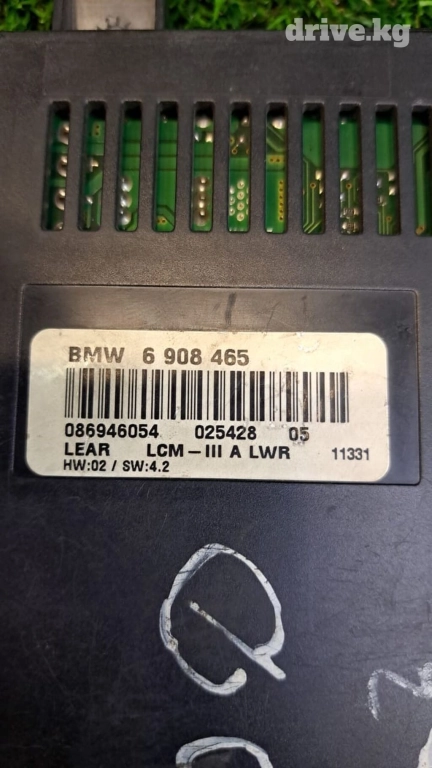 drive.kg
BMW 6 908 465
086946054 025428 05
LEAR LCM-III A LWR 11331
HW:02 / SW:4.2